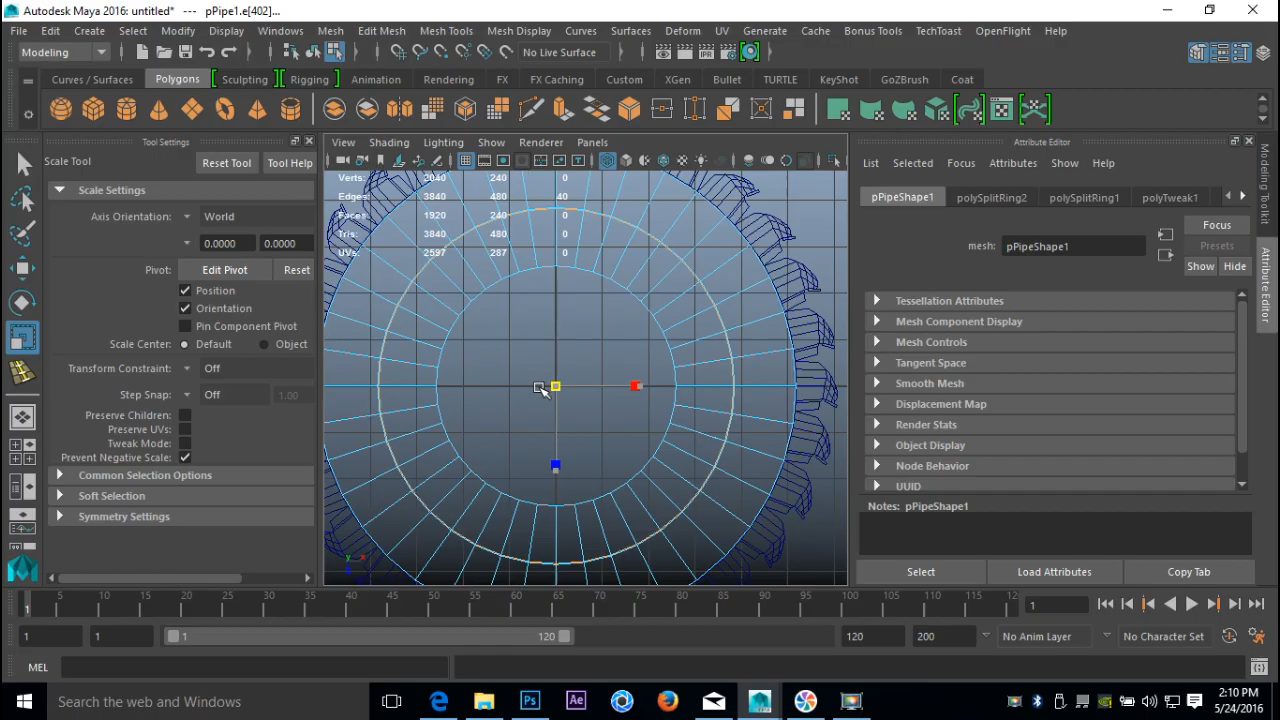 Autodesk Maya 2016: untitled*   ---   pPipe1.e[402]...
File Edit Create Select Modify Display Windows Mesh Edit Mesh Mesh Tools Mesh Display Curves Surfaces Deform UV Generate Cache Bonus Tools TechToast OpenFlight Help
Modeling No Live Surface
Curves / Surfaces Polygons Sculpting Rigging Animation Rendering FX FX Caching Custom XGen Bullet TURTLE KeyShot GoZBrush Coat
Tool Settings
Scale Tool Reset Tool Tool Help
Scale Settings
Axis Orientation: World
0.0000 0.0000
Pivot: Edit Pivot Reset
Position
Orientation
Pin Component Pivot
Scale Center: Default Object
Transform Constraint: Off
Step Snap: Off 1.00
Preserve Children:
Preserve UVs:
Tweak Mode:
Prevent Negative Scale:
Common Selection Options
Soft Selection
Symmetry Settings
View Shading Lighting Show Renderer Panels
Verts: 2040 240 0
Edges: 3840 480 40
Faces: 1920 240 0
Tris: 3840 480 0
UVs: 2597 287 0
Attribute Editor
List Selected Focus Attributes Show Help
pPipeShape1 polySplitRing2 polySplitRing1 polyTweak1
mesh: pPipeShape1
Focus
Presets
Show Hide
Tessellation Attributes
Mesh Component Display
Mesh Controls
Tangent Space
Smooth Mesh
Displacement Map
Render Stats
Object Display
Node Behavior
UUID
Notes: pPipeShape1
Select Load Attributes Copy Tab
Modeling Toolkit
Attribute Editor
1 5 10 15 20 25 30 35 40 45 50 55 60 65 70 75 80 85 90 95 100 105 110 115 12
1
1 1 1 120 120 200 No Anim Layer No Character Set
MEL
Search the web and Windows
2:10 PM
5/24/2016